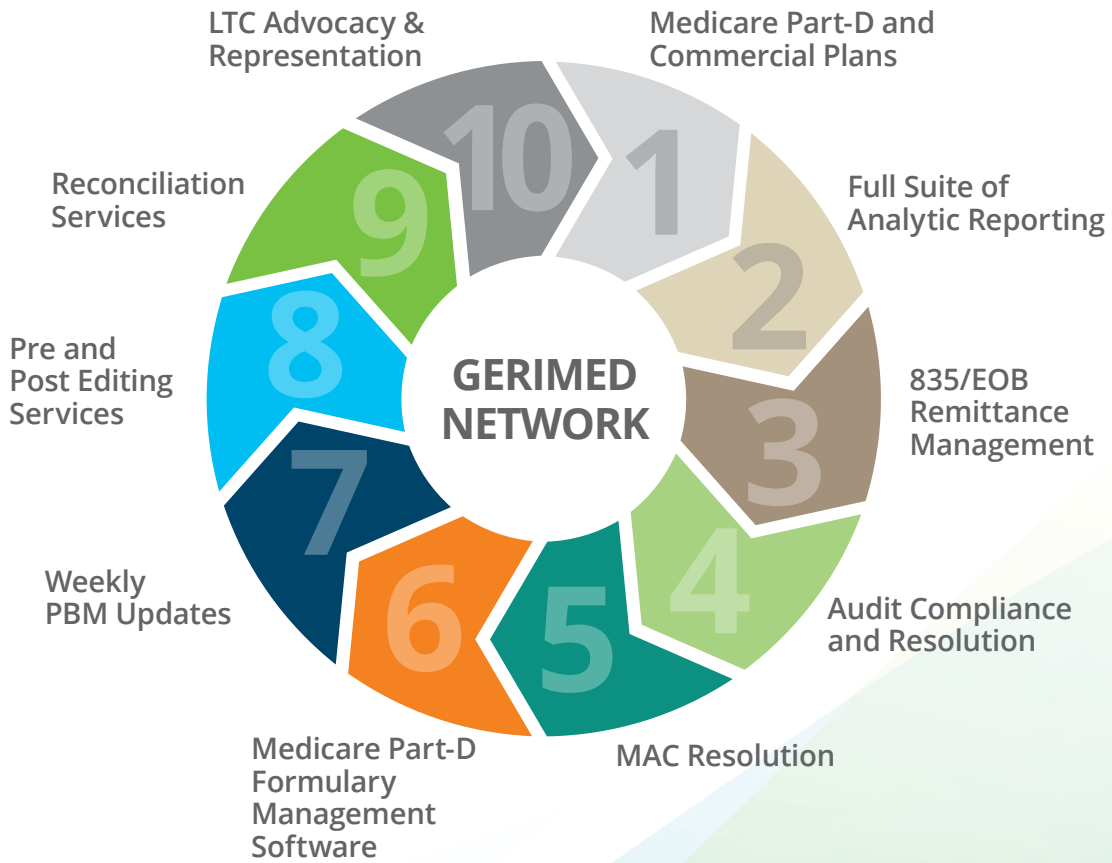 LTC Advocacy &
Representation
10
Medicare Part-D and
Commercial Plans
1
Full Suite of
Analytic Reporting
2
835/EOB
Remittance
Management
3
Audit Compliance
and Resolution
4
MAC Resolution
5
Medicare Part-D
Formulary
Management
Software
6
Weekly
PBM Updates
7
Pre and
Post Editing
Services
8
Reconciliation
Services
9
GERIMED
NETWORK